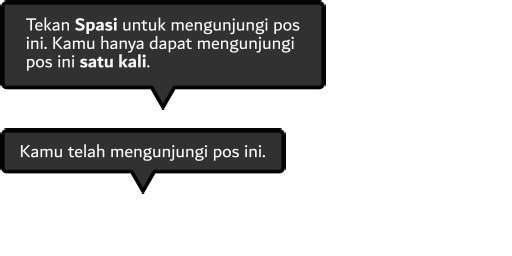 Tekan Spasi untuk mengunjungi pos
ini. Kamu hanya dapat mengunjungi
pos ini satu kali.
Kamu telah mengunjungi pos ini.